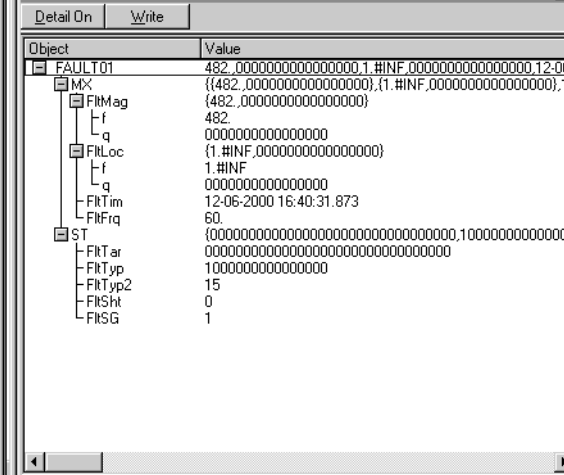 Detail On Write
Object Value
FAULT01 482.,0000000000000000,1.#INF,0000000000000000,12-0
MX {{482.,0000000000000000},{1.#INF,0000000000000000},1
FltMag {482.,0000000000000000}
f 482.
q 0000000000000000
FltLoc {1.#INF,0000000000000000}
f 1.#INF
q 0000000000000000
FltTim 12-06-2000 16:40:31.873
FltFrq 60.
ST {00000000000000000000000000000000,10000000000000
FltTar 00000000000000000000000000000000
FltTyp 1000000000000000
FltTyp2 15
FltSht 0
FltSG 1